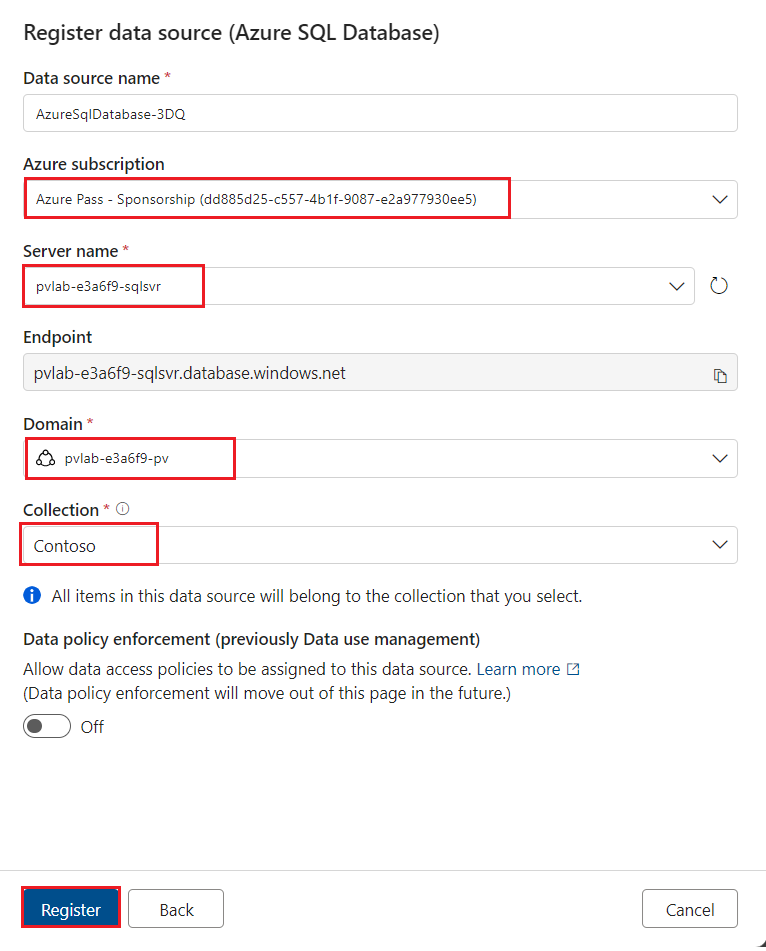 Register data source (Azure SQL Database)
Data source name *
AzureSqlDatabase-3DQ
Azure subscription
Azure Pass - Sponsorship (dd885d25-c557-4b1f-9087-e2a977930ee5)
Server name *
pvlab-e3a6f9-sqlsvr
Endpoint
pvlab-e3a6f9-sqlsvr.database.windows.net
Domain *
pvlab-e3a6f9-pv
Collection *
Contoso
All items in this data source will belong to the collection that you select.
Data policy enforcement (previously Data use management)
Allow data access policies to be assigned to this data source. Learn more
(Data policy enforcement will move out of this page in the future.)
Off
Register Back Cancel